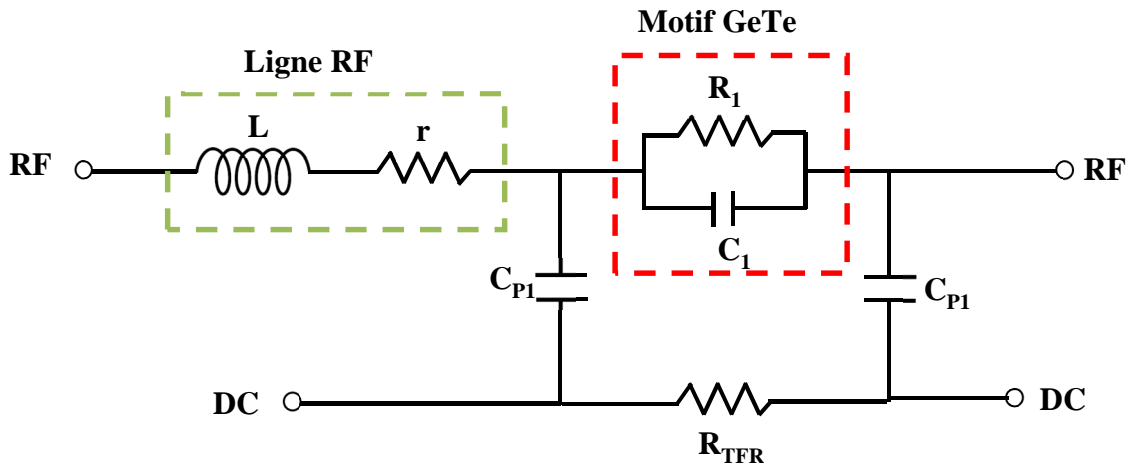 Motif GeTe
Ligne RF
R1
L
r
RF
RF
C1
CP1
CP1
DC
DC
RTFR